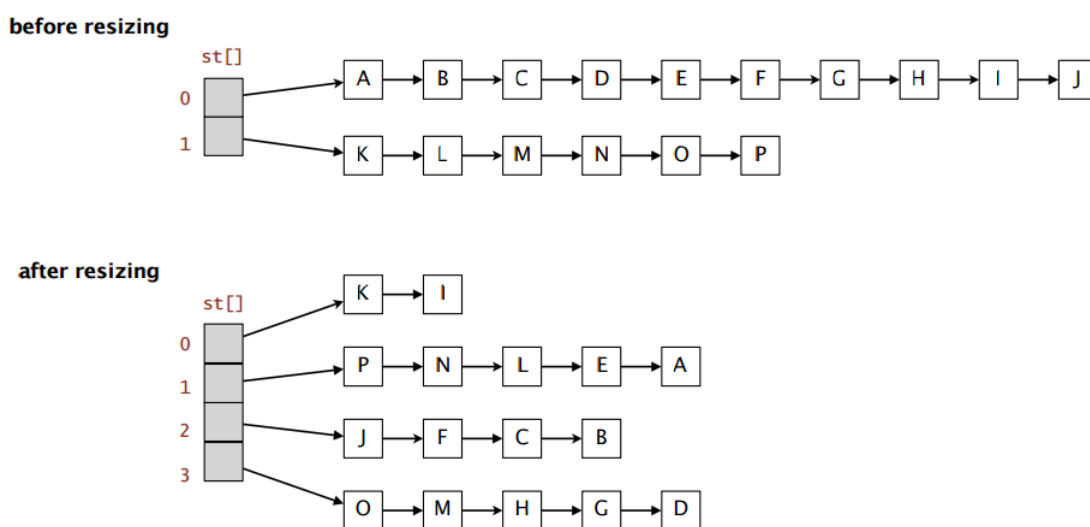 before resizing
st[]
0
A B C D E F G H I J
1
K L M N O P
after resizing
st[]
K I
0
P N L E A
1
J F C B
2
3
O M H G D